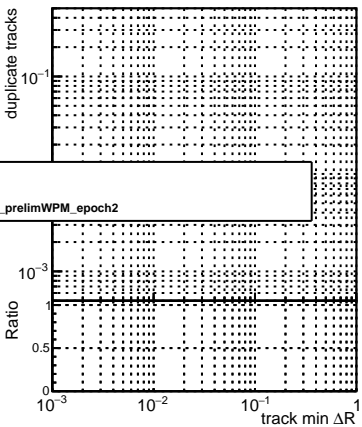 duplicate tracks
10⁻¹
_prelimWPM_epoch2
10⁻³
Ratio
1
0.5
0
10⁻³ 10⁻² 10⁻¹ 1
track min ΔR